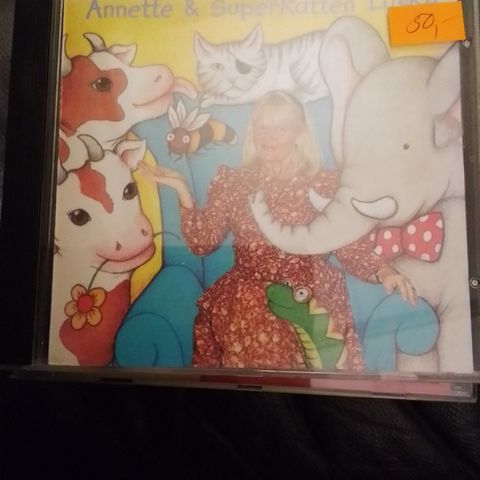 Annette & Superkatten
50,-